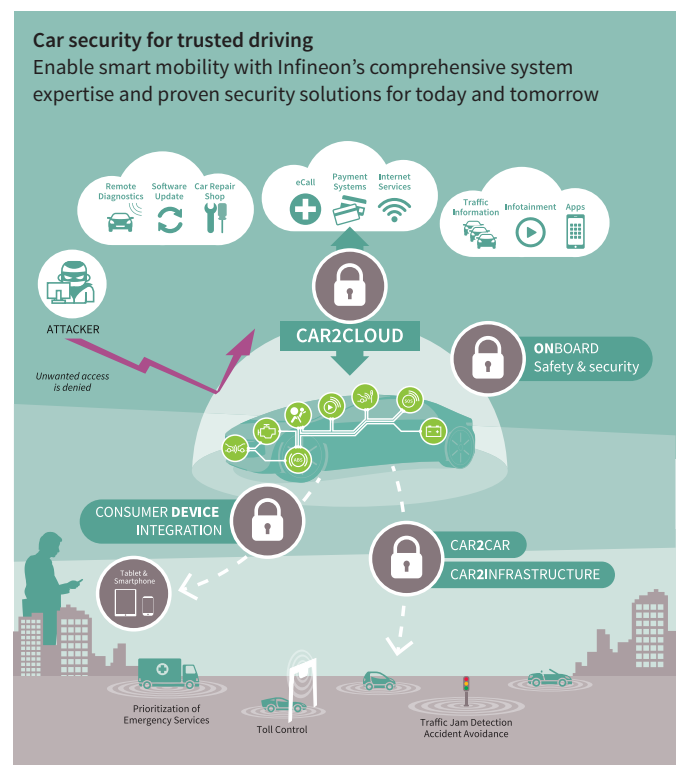 Car security for trusted driving
Enable smart mobility with Infineon's comprehensive system
expertise and proven security solutions for today and tomorrow
Remote
Diagnostics
Software
Update
Car Repair
Shop
eCall
Payment
Systems
Internet
Services
Traffic
Information
Infotainment
Apps
ATTACKER
Unwanted access
is denied
CAR2CLOUD
ONBOARD
Safety & security
SOS
ABS
CONSUMER DEVICE
INTEGRATION
CAR2CAR
CAR2INFRASTRUCTURE
Tablet &
Smartphone
Prioritization of
Emergency Services
Toll Control
Traffic Jam Detection
Accident Avoidance